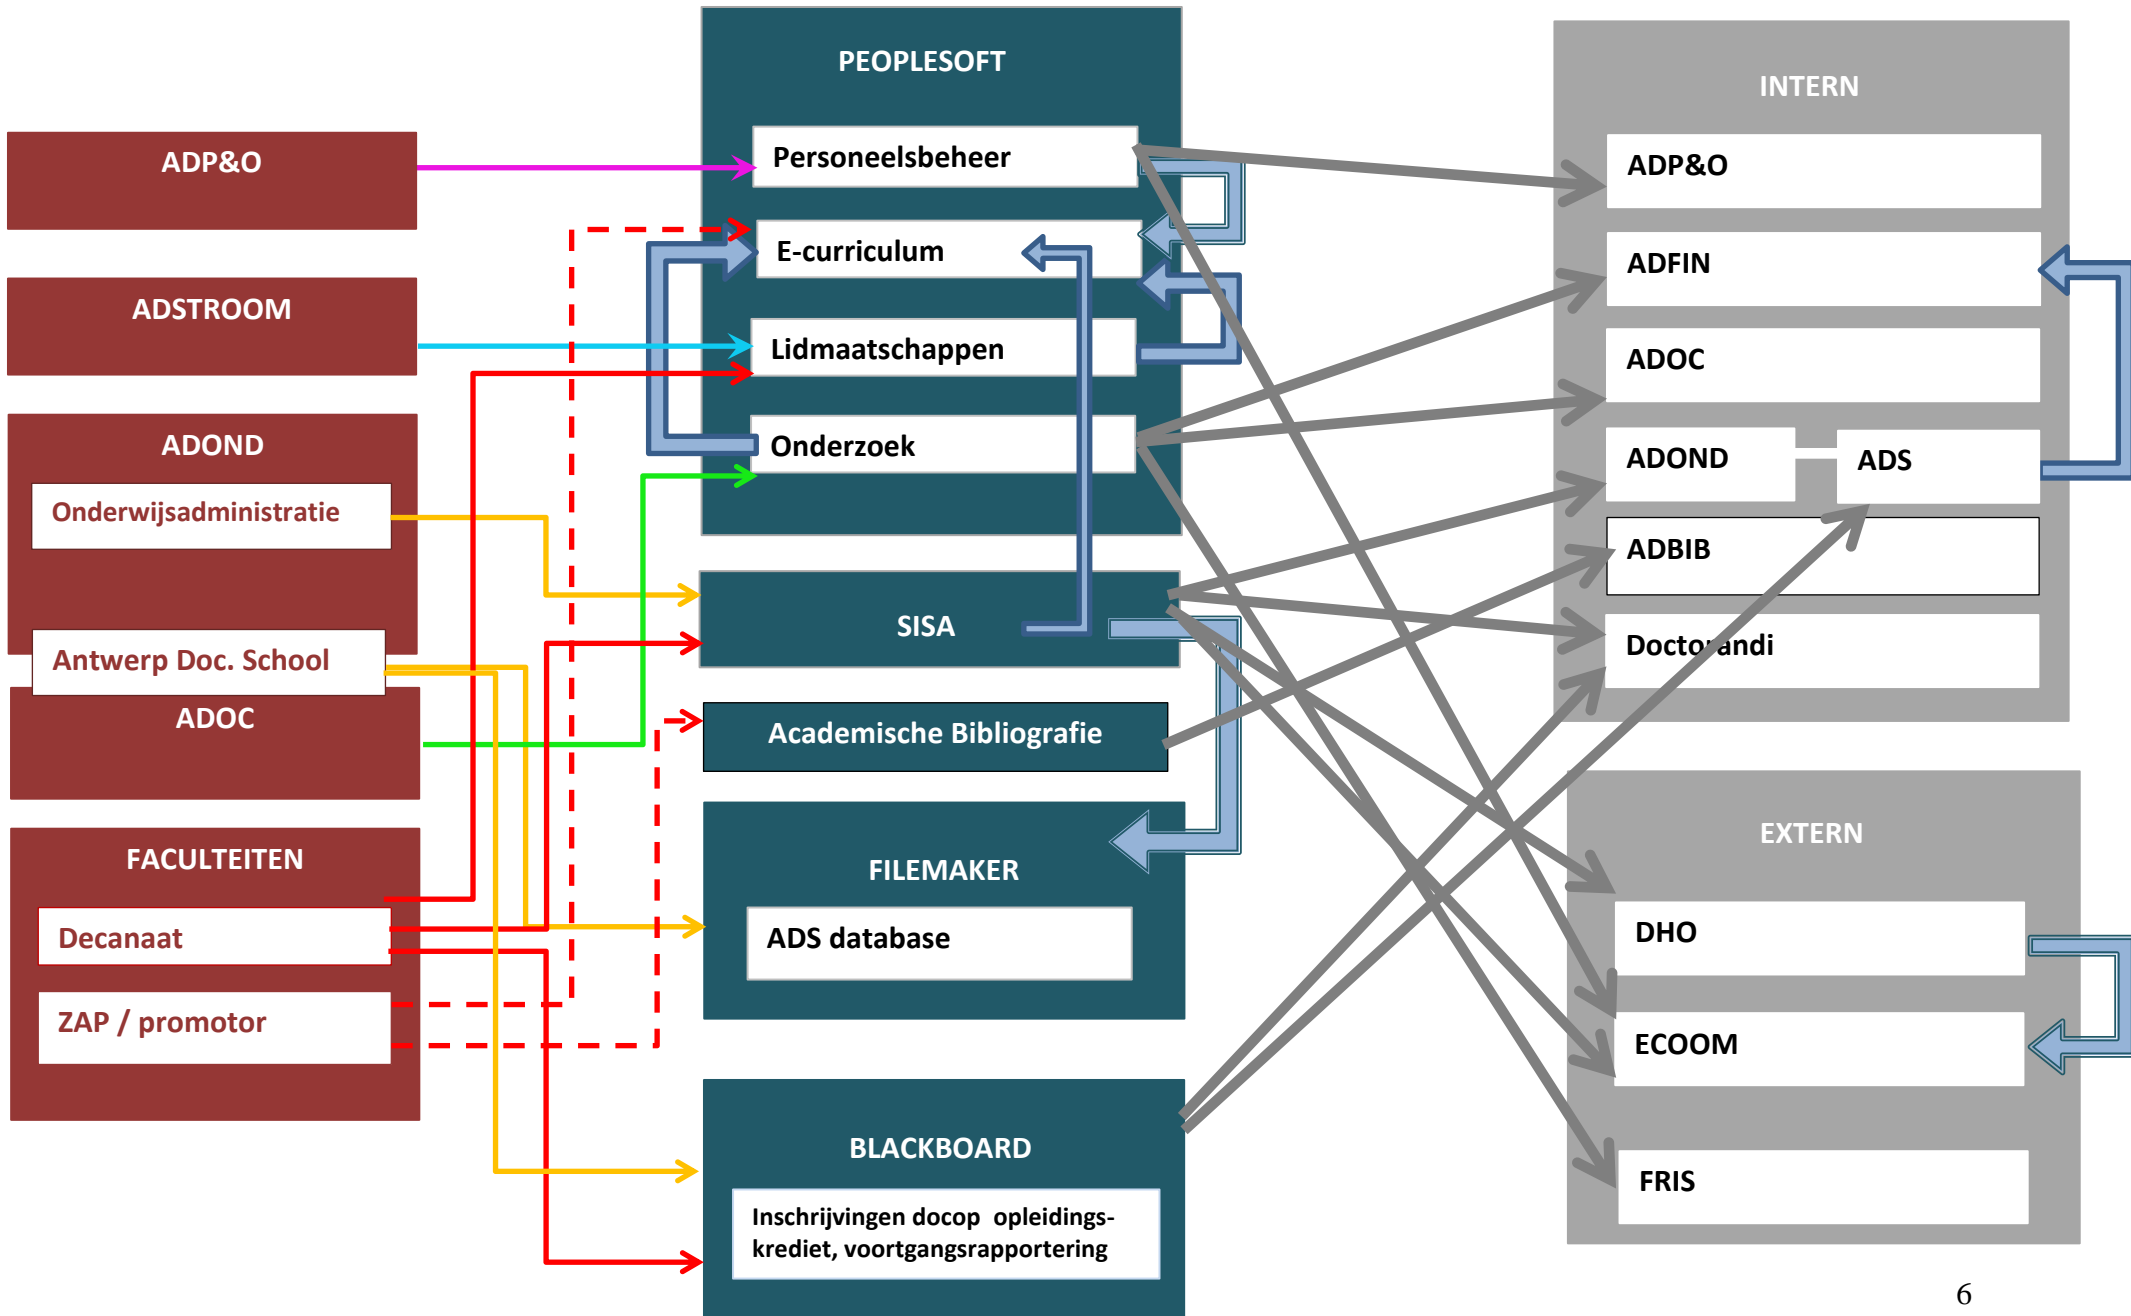 ADP&O
ADSTROOM
ADOND
Onderwijsadministratie
Antwerp Doc. School
ADOC
FACULTEITEN
Decanaat
ZAP / promotor
PEOPLESOFT
Personeelsbeheer
E-curriculum
Lidmaatschappen
Onderzoek
SISA
Academische Bibliografie
FILEMAKER
ADS database
BLACKBOARD
Inschrijvingen docop opleidings-
krediet, voortgangsrapportering
INTERN
ADP&O
ADFIN
ADOC
ADOND
ADS
ADBIB
Doctorandi
EXTERN
DHO
ECOOM
FRIS
6